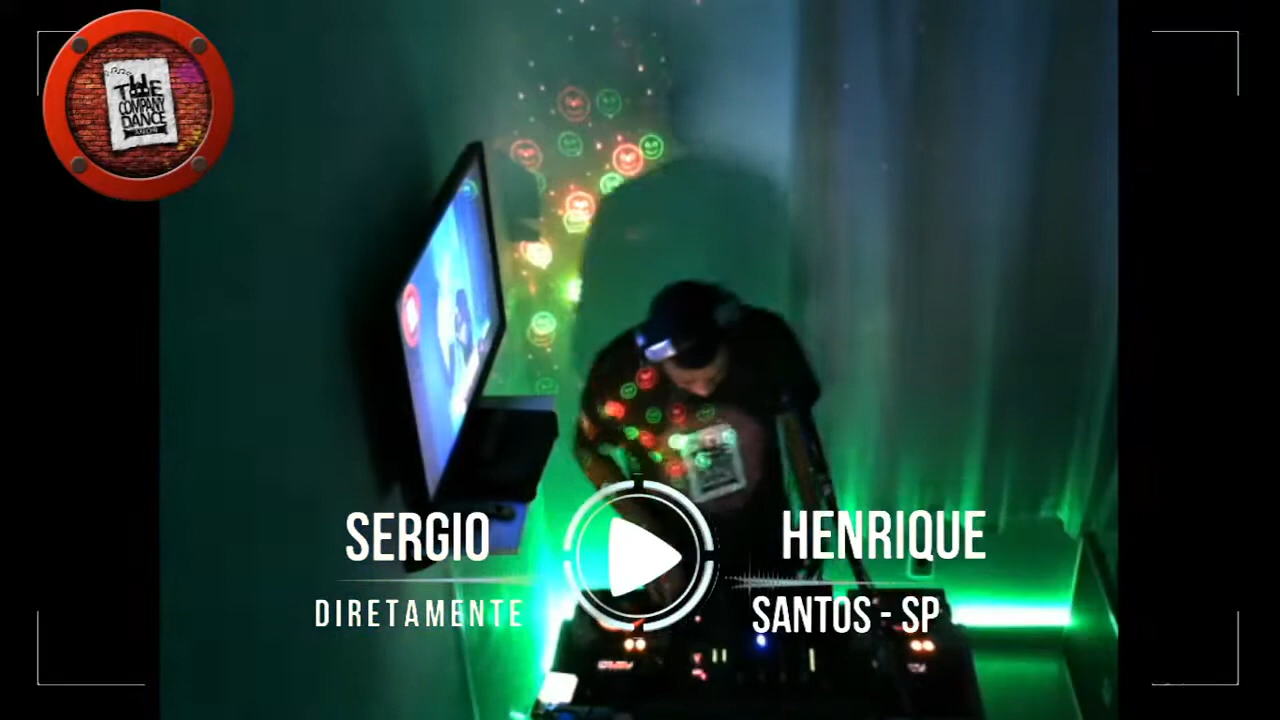 THE
COMPANY
DANCE
SERGIO
HENRIQUE
DIRETAMENTE
SANTOS - SP